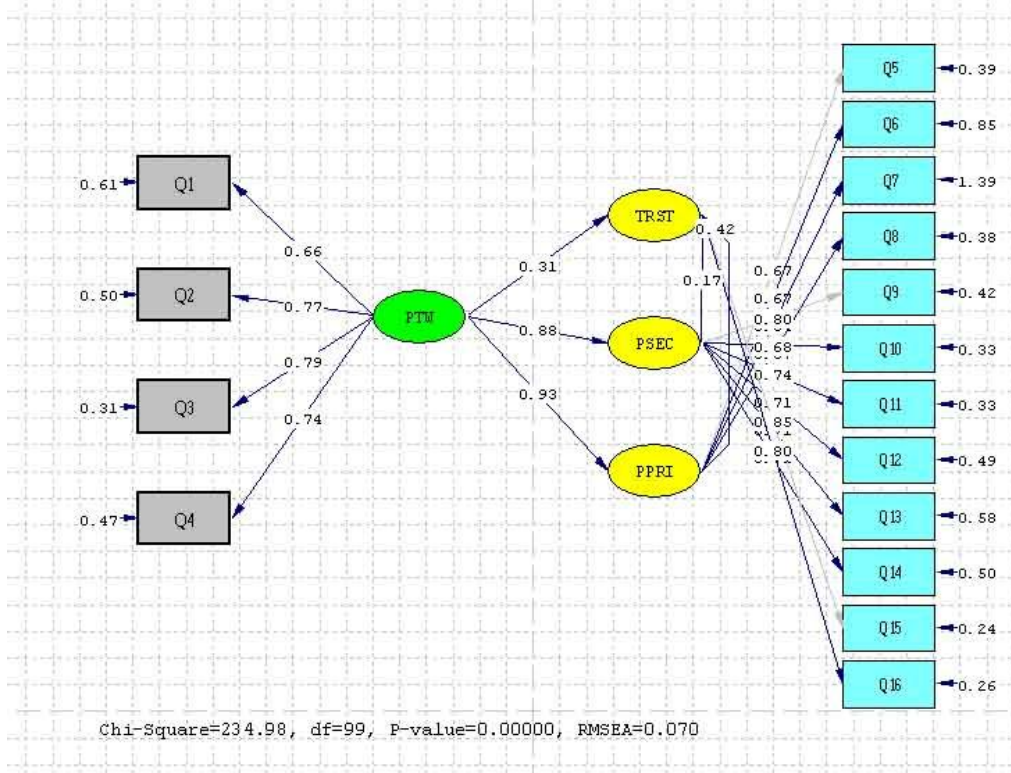 Q1
0.61
Q2
0.50
Q3
0.31
Q4
0.47
0.66
0.77
0.79
0.74
PTW
0.31
0.88
0.93
TRST
PSEC
PPRI
0.42
0.17
0.67
0.67
0.80
0.68
0.74
0.71
0.85
0.80
Q5
0.39
Q6
0.85
Q7
1.39
Q8
0.38
Q9
0.42
Q10
0.33
Q11
0.33
Q12
0.49
Q13
0.58
Q14
0.50
Q15
0.24
Q16
0.26
Chi-Square=234.98, df=99, P-value=0.00000, RMSEA=0.070